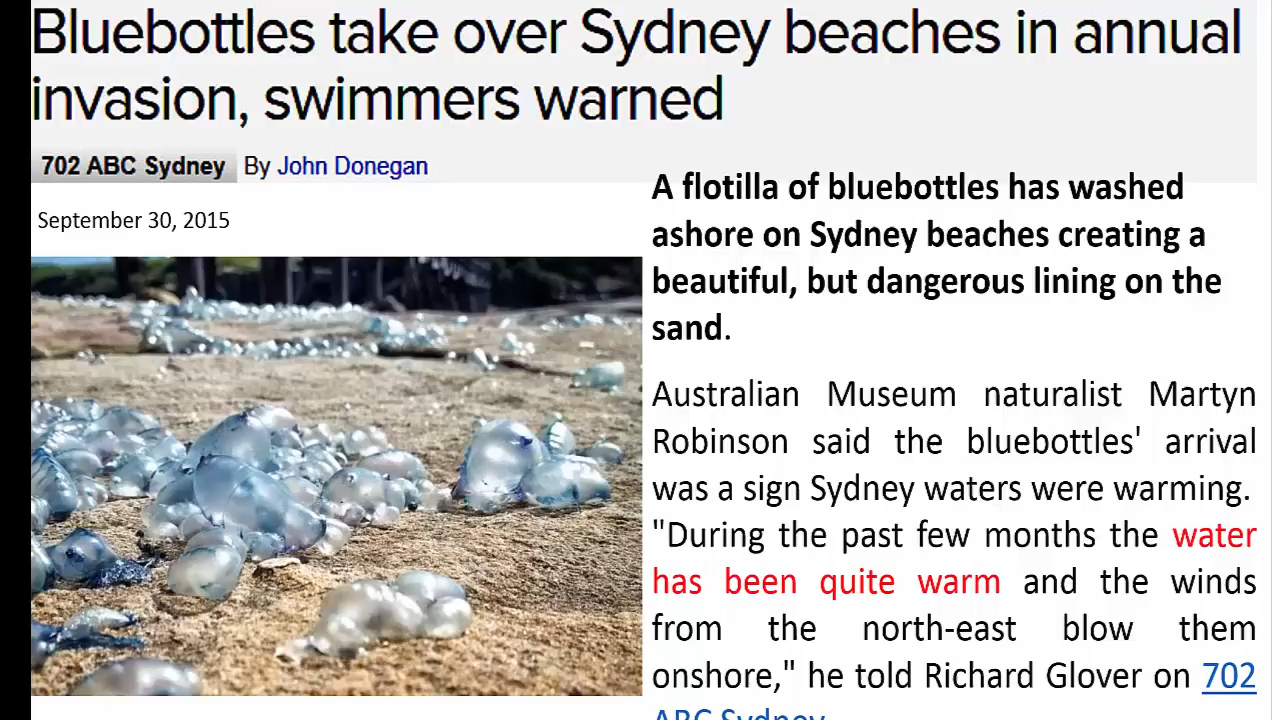 Bluebottles take over Sydney beaches in annual
invasion, swimmers warned
702 ABC Sydney By John Donegan
September 30, 2015
A flotilla of bluebottles has washed
ashore on Sydney beaches creating a
beautiful, but dangerous lining on the
sand.
Australian Museum naturalist Martyn
Robinson said the bluebottles' arrival
was a sign Sydney waters were warming.
"During the past few months the water
has been quite warm and the winds
from the north-east blow them
onshore," he told Richard Glover on 702
ABC Sydney.